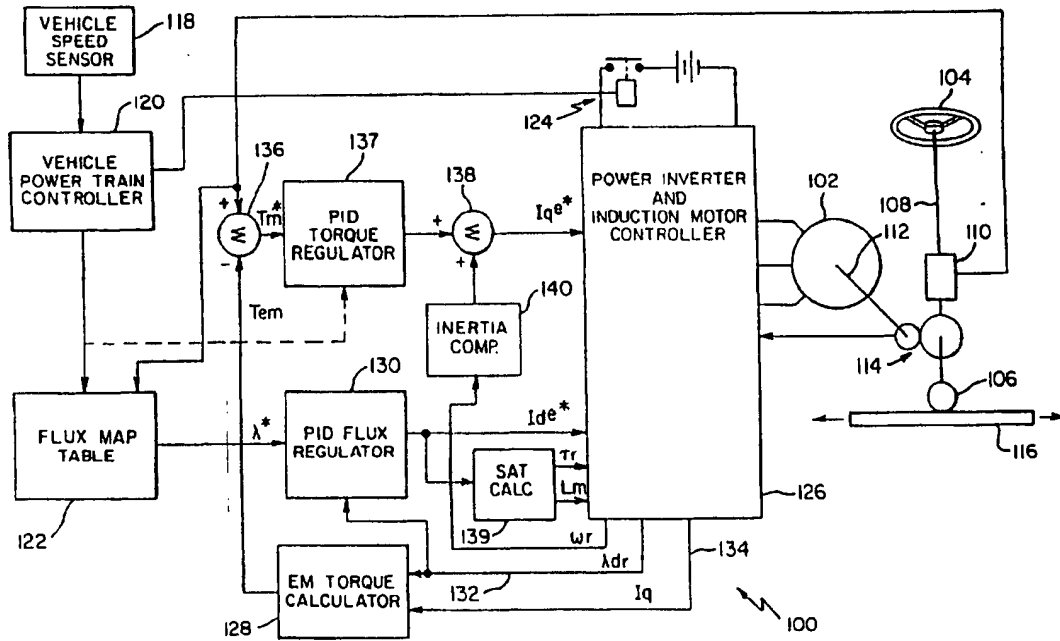 VEHICLE
SPEED
SENSOR
118
120
VEHICLE
POWER TRAIN
CONTROLLER
124
104
136
137
138
+
-
Tm*
PID
TORQUE
REGULATOR
+
+
Iqe*
POWER INVERTER
AND
INDUCTION MOTOR
CONTROLLER
102
112
108
110
Tem
140
INERTIA
COMP.
114
106
116
FLUX MAP
TABLE
122
λ*
130
PID FLUX
REGULATOR
Ide*
SAT
CALC
139
τr
Lm
126
ωr
λdr
132
134
Iq
EM TORQUE
CALCULATOR
128
100